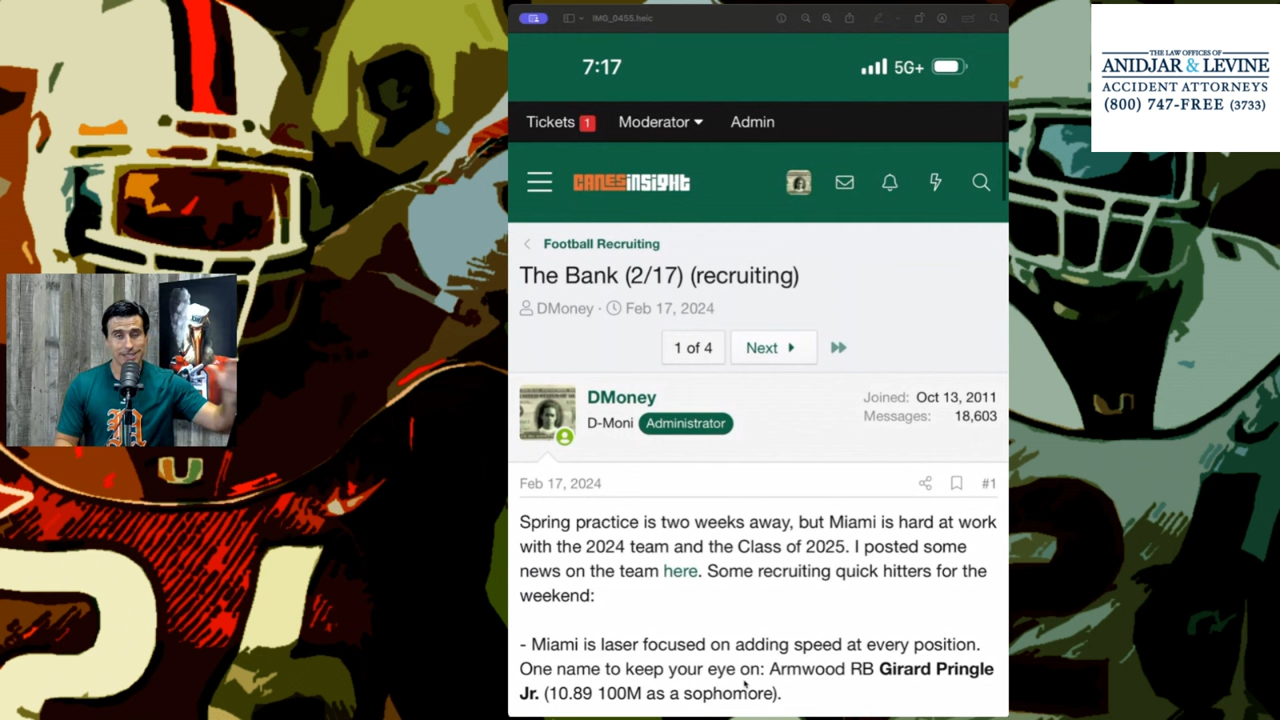 IMG_0455.heic
THE LAW OFFICES OF
ANIDJAR & LEVINE
ACCIDENT ATTORNEYS
(800) 747-FREE (3733)
7:17
5G+
Tickets 1 Moderator Admin
CANESINSIGHT
Football Recruiting
The Bank (2/17) (recruiting)
DMoney · Feb 17, 2024
1 of 4 Next
DMoney
D-Moni Administrator
Joined: Oct 13, 2011
Messages: 18,603
Feb 17, 2024 #1
Spring practice is two weeks away, but Miami is hard at work
with the 2024 team and the Class of 2025. I posted some
news on the team here. Some recruiting quick hitters for the
weekend:
- Miami is laser focused on adding speed at every position.
One name to keep your eye on: Armwood RB Girard Pringle
Jr. (10.89 100M as a sophomore).